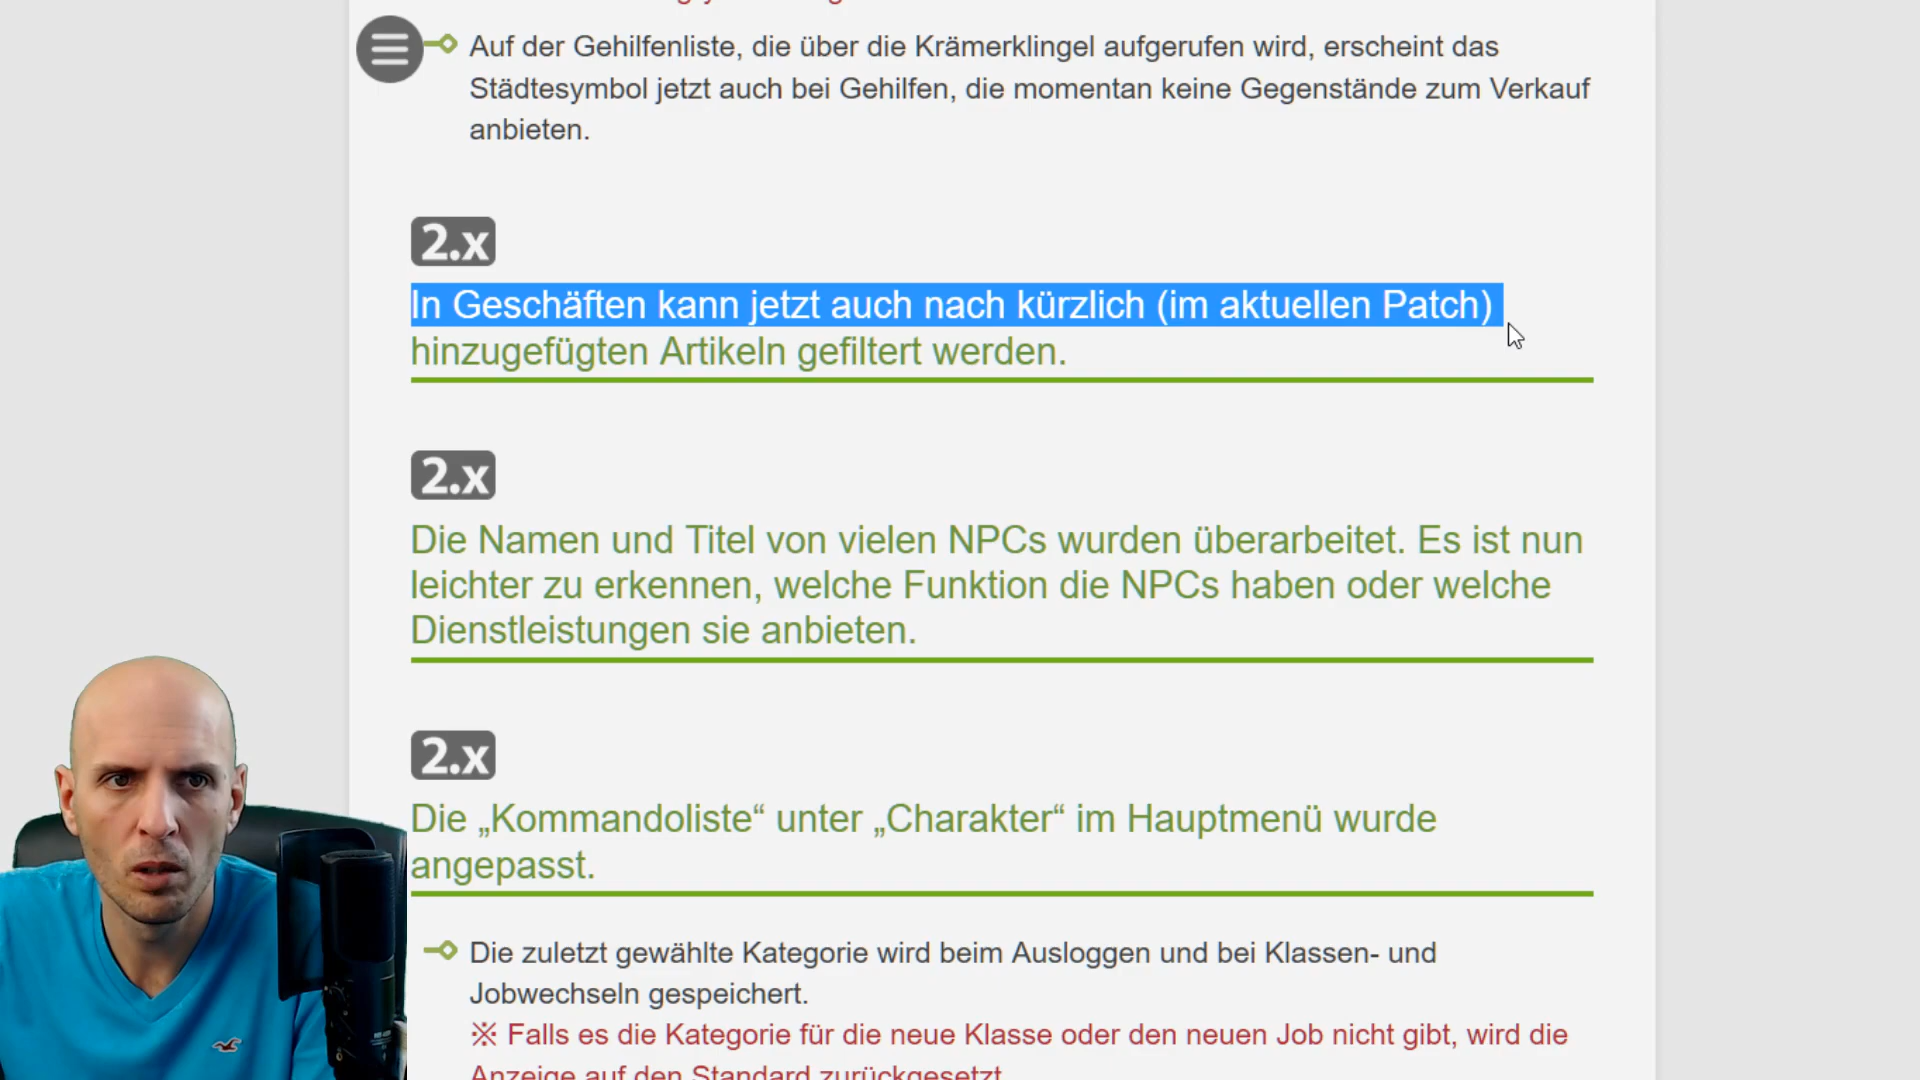 Auf der Gehilfenliste, die über die Krämerklingel aufgerufen wird, erscheint das
Städtesymbol jetzt auch bei Gehilfen, die momentan keine Gegenstände zum Verkauf
anbieten.
2.x
In Geschäften kann jetzt auch nach kürzlich (im aktuellen Patch)
hinzugefügten Artikeln gefiltert werden.
2.x
Die Namen und Titel von vielen NPCs wurden überarbeitet. Es ist nun
leichter zu erkennen, welche Funktion die NPCs haben oder welche
Dienstleistungen sie anbieten.
2.x
Die „Kommandoliste“ unter „Charakter“ im Hauptmenü wurde
angepasst.
Die zuletzt gewählte Kategorie wird beim Ausloggen und bei Klassen- und
Jobwechseln gespeichert.
※ Falls es die Kategorie für die neue Klasse oder den neuen Job nicht gibt, wird die
Anzeige auf den Standard zurückgesetzt